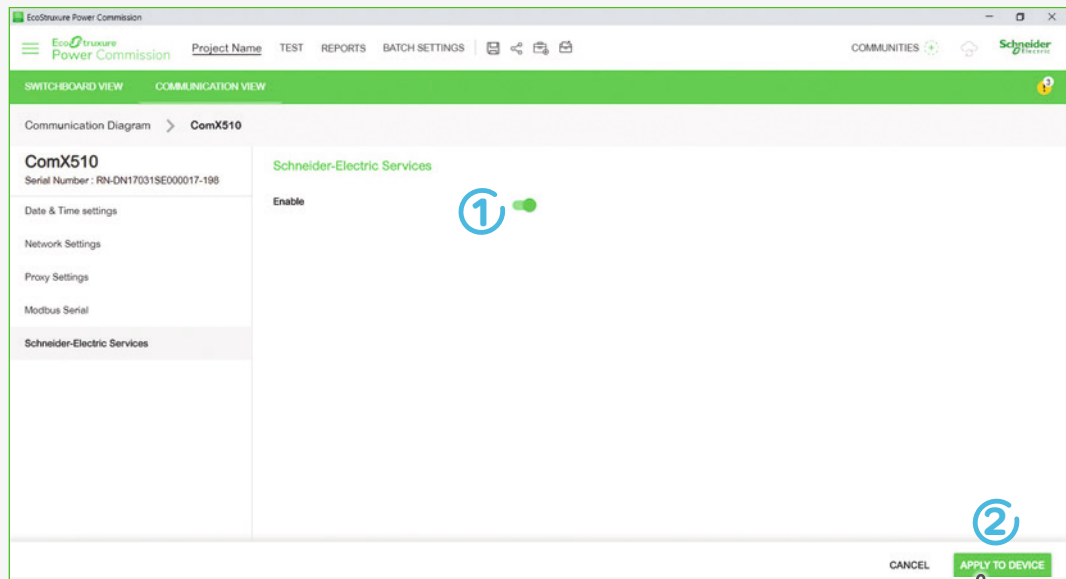 EcoStruxure Power Commission
EcoStruxure
Power Commission
Project Name TEST REPORTS BATCH SETTINGS COMMUNITIES
Schneider
Electric
SWITCHBOARD VIEW COMMUNICATION VIEW
3
!
Communication Diagram > ComX510
ComX510
Serial Number : RN-DN17031SE000017-198
Schneider-Electric Services
Enable
1
Date & Time settings
Network Settings
Proxy Settings
Modbus Serial
Schneider-Electric Services
2
CANCEL APPLY TO DEVICE